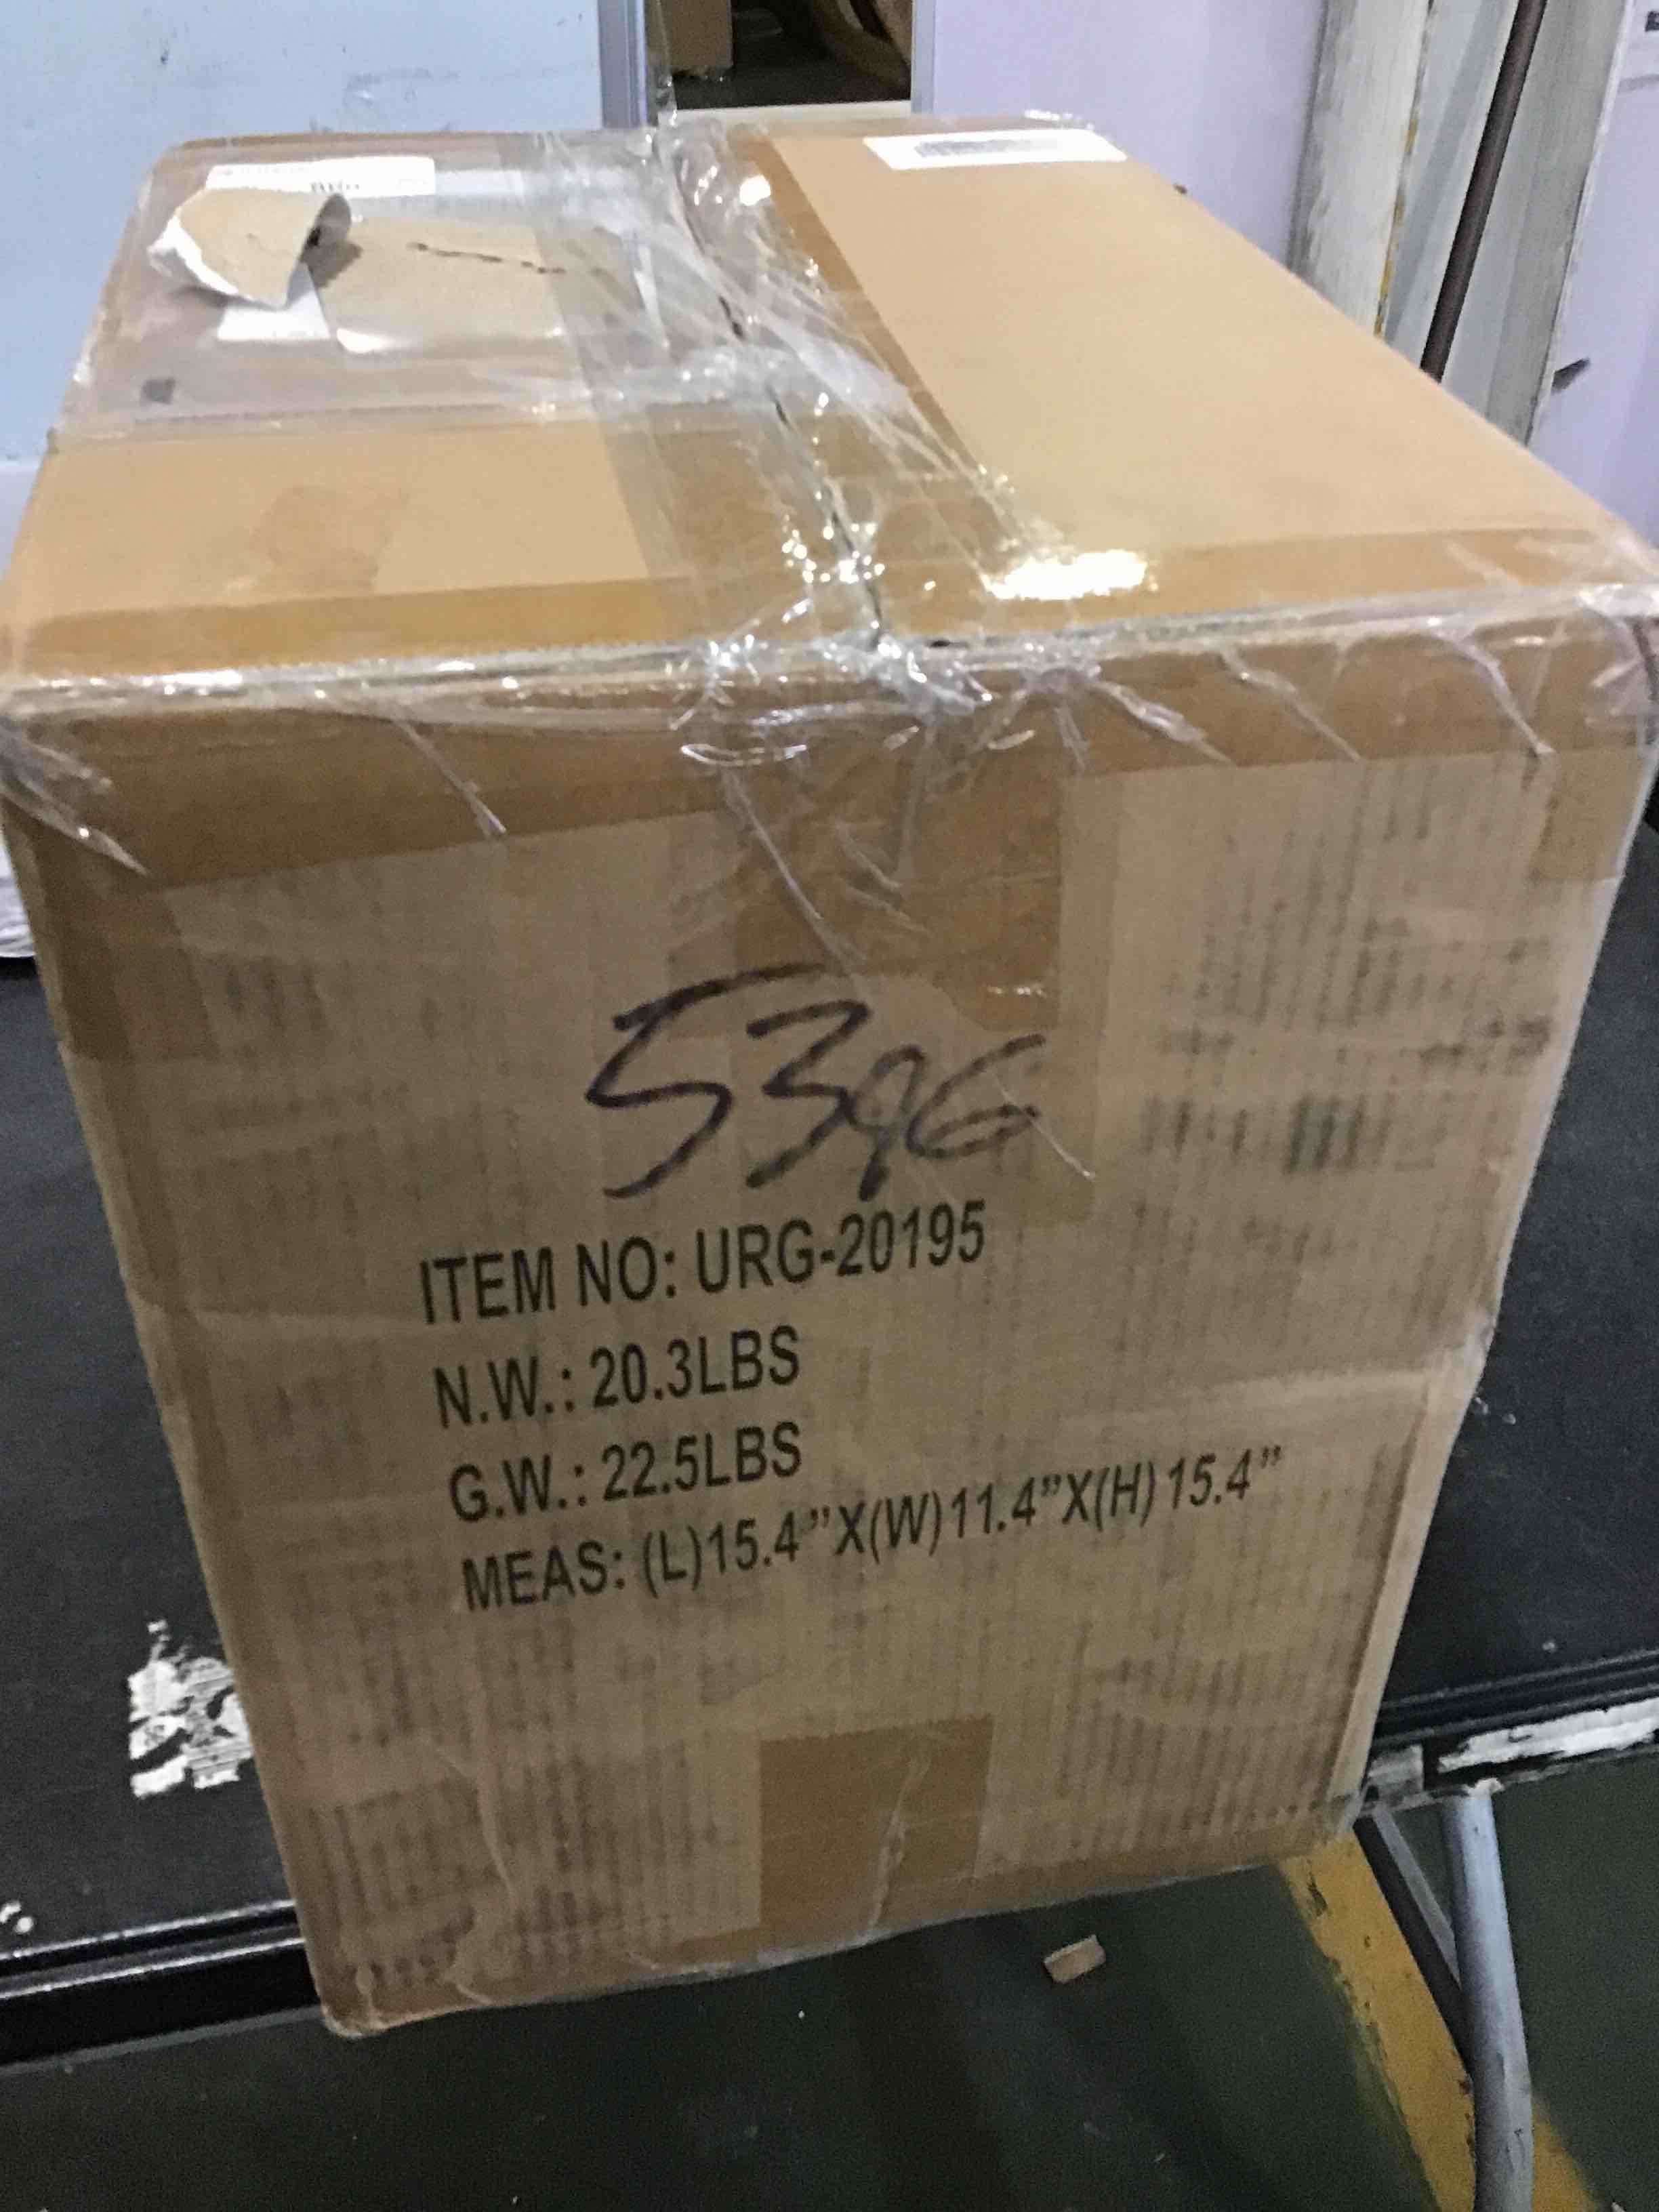 5396
ITEM NO: URG-20195
N.W.: 20.3LBS
G.W.: 22.5LBS
MEAS: (L)15.4”X(W)11.4”X(H)15.4”